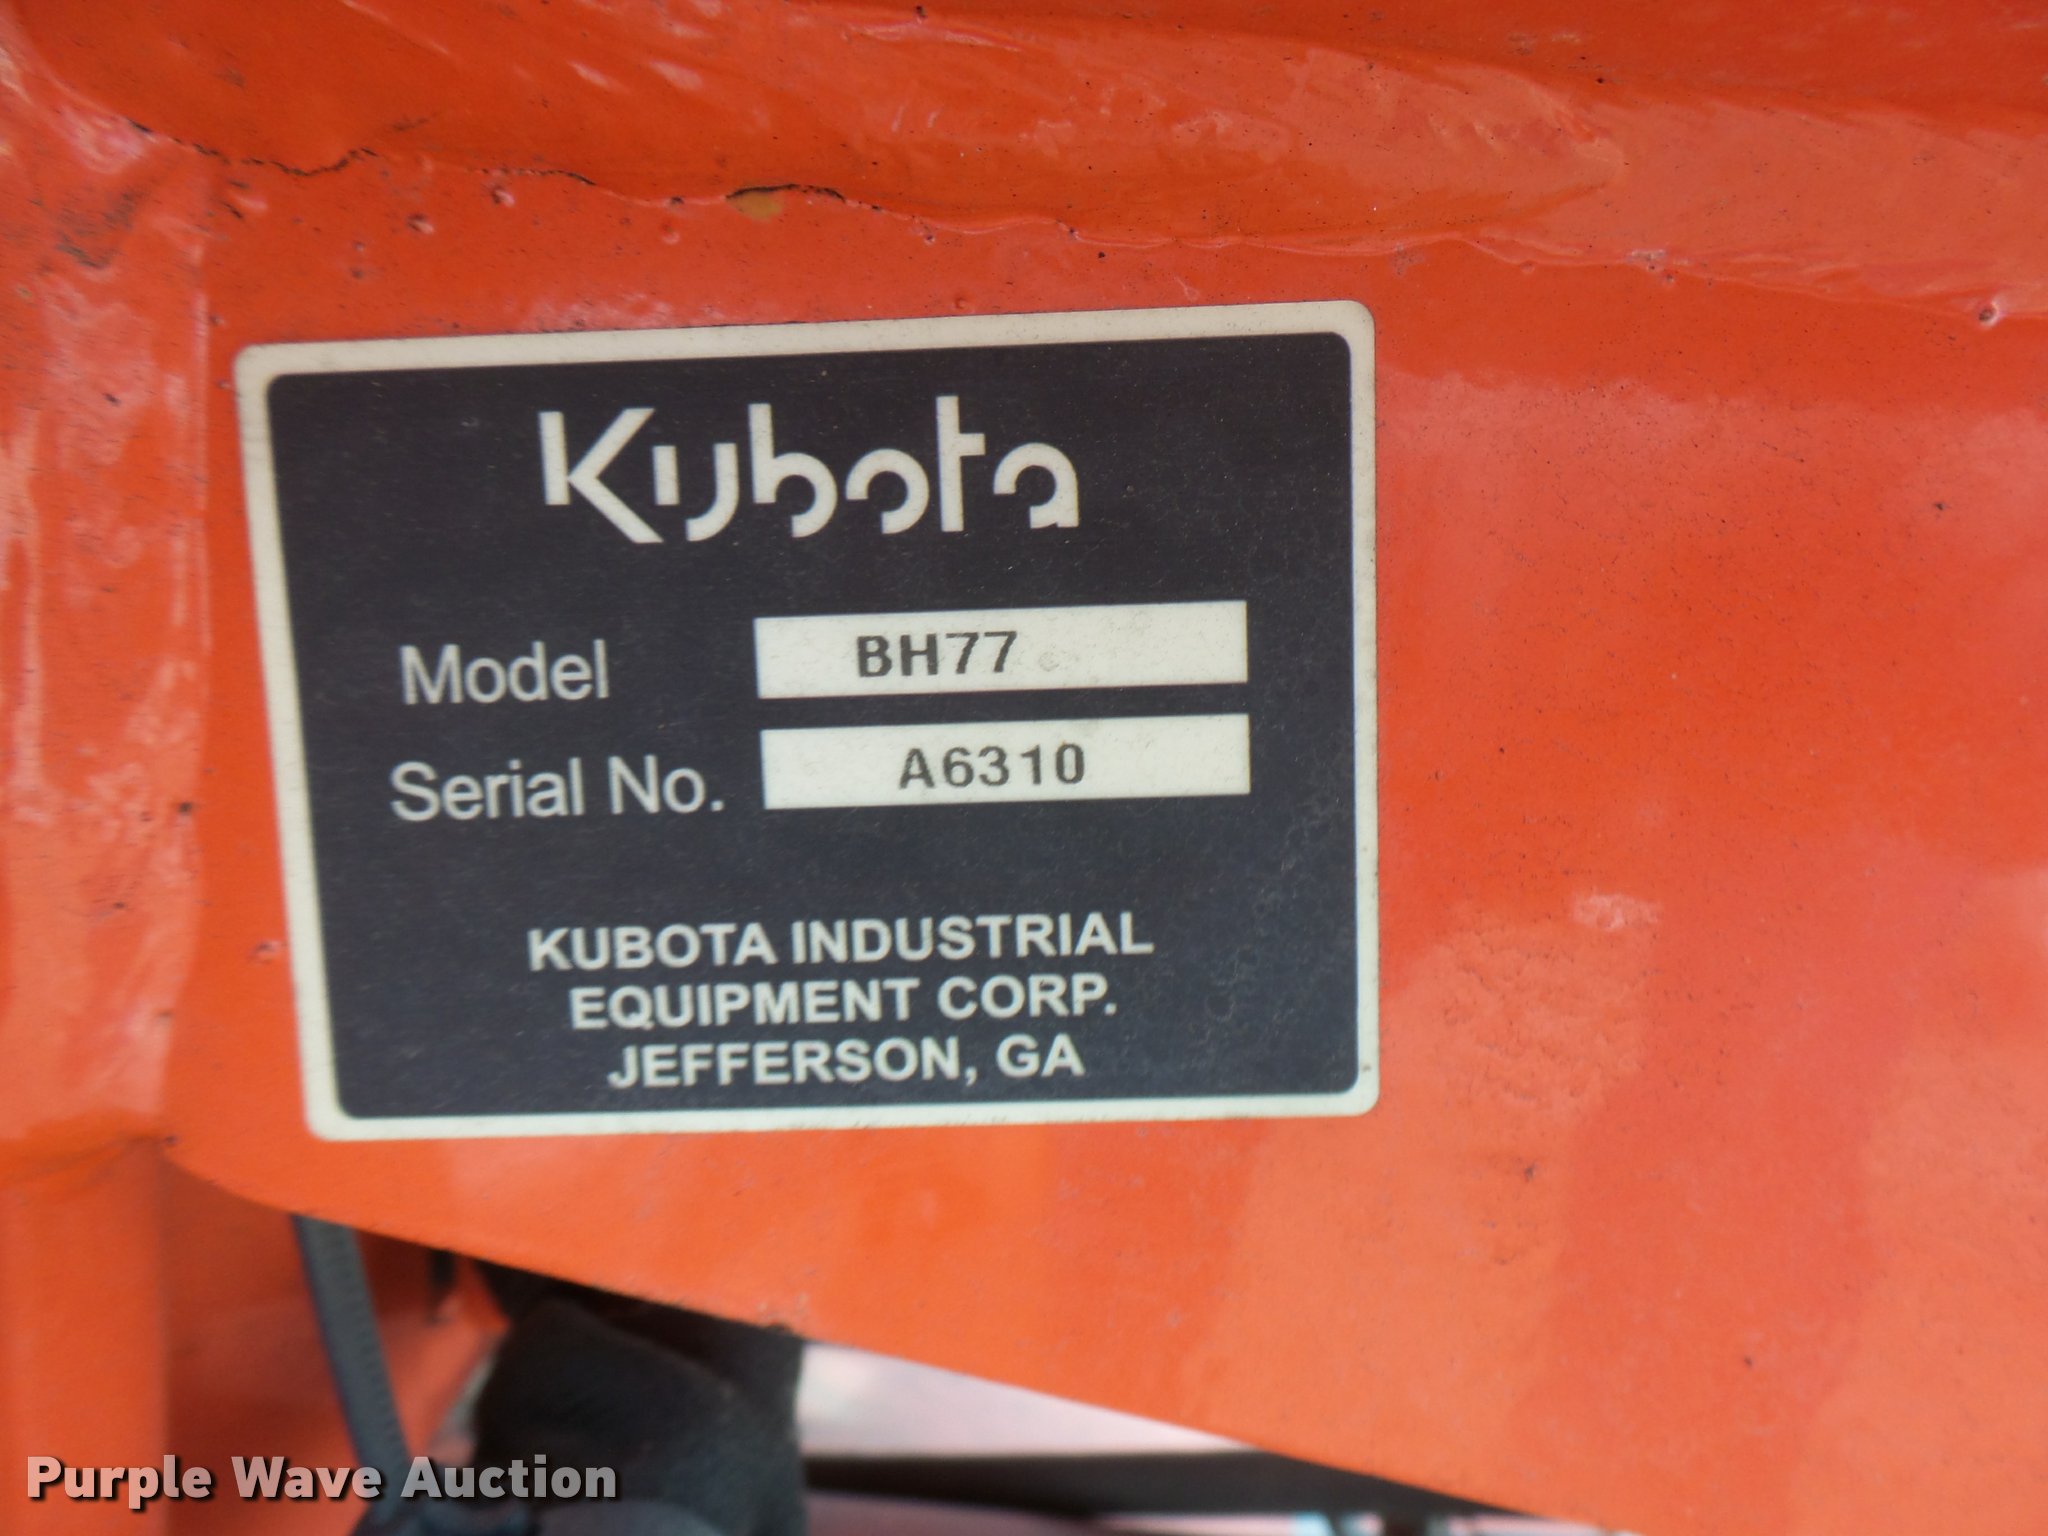 Kubota
Model BH77
Serial No. A6310
KUBOTA INDUSTRIAL
EQUIPMENT CORP.
JEFFERSON, GA
Purple Wave Auction